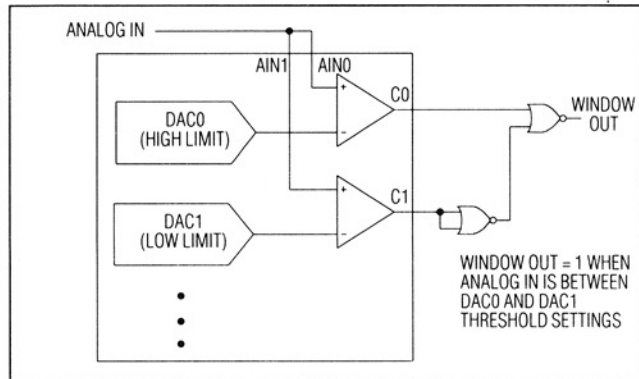 ANALOG IN
AIN1 AIN0
C0
WINDOW
OUT
DAC0
(HIGH LIMIT)
+
−
C1
DAC1
(LOW LIMIT)
+
−
WINDOW OUT = 1 WHEN
ANALOG IN IS BETWEEN
DAC0 AND DAC1
THRESHOLD SETTINGS